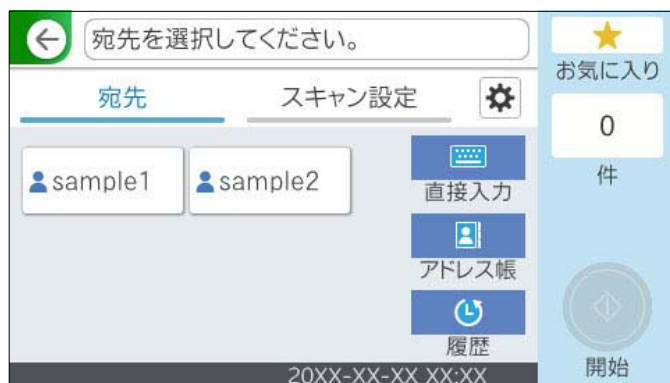 宛先を選択してください。
お気に入り
宛先
スキャン設定
0
件
sample1
sample2
直接入力
アドレス帳
履歴
開始
20XX-XX-XX XX:XX